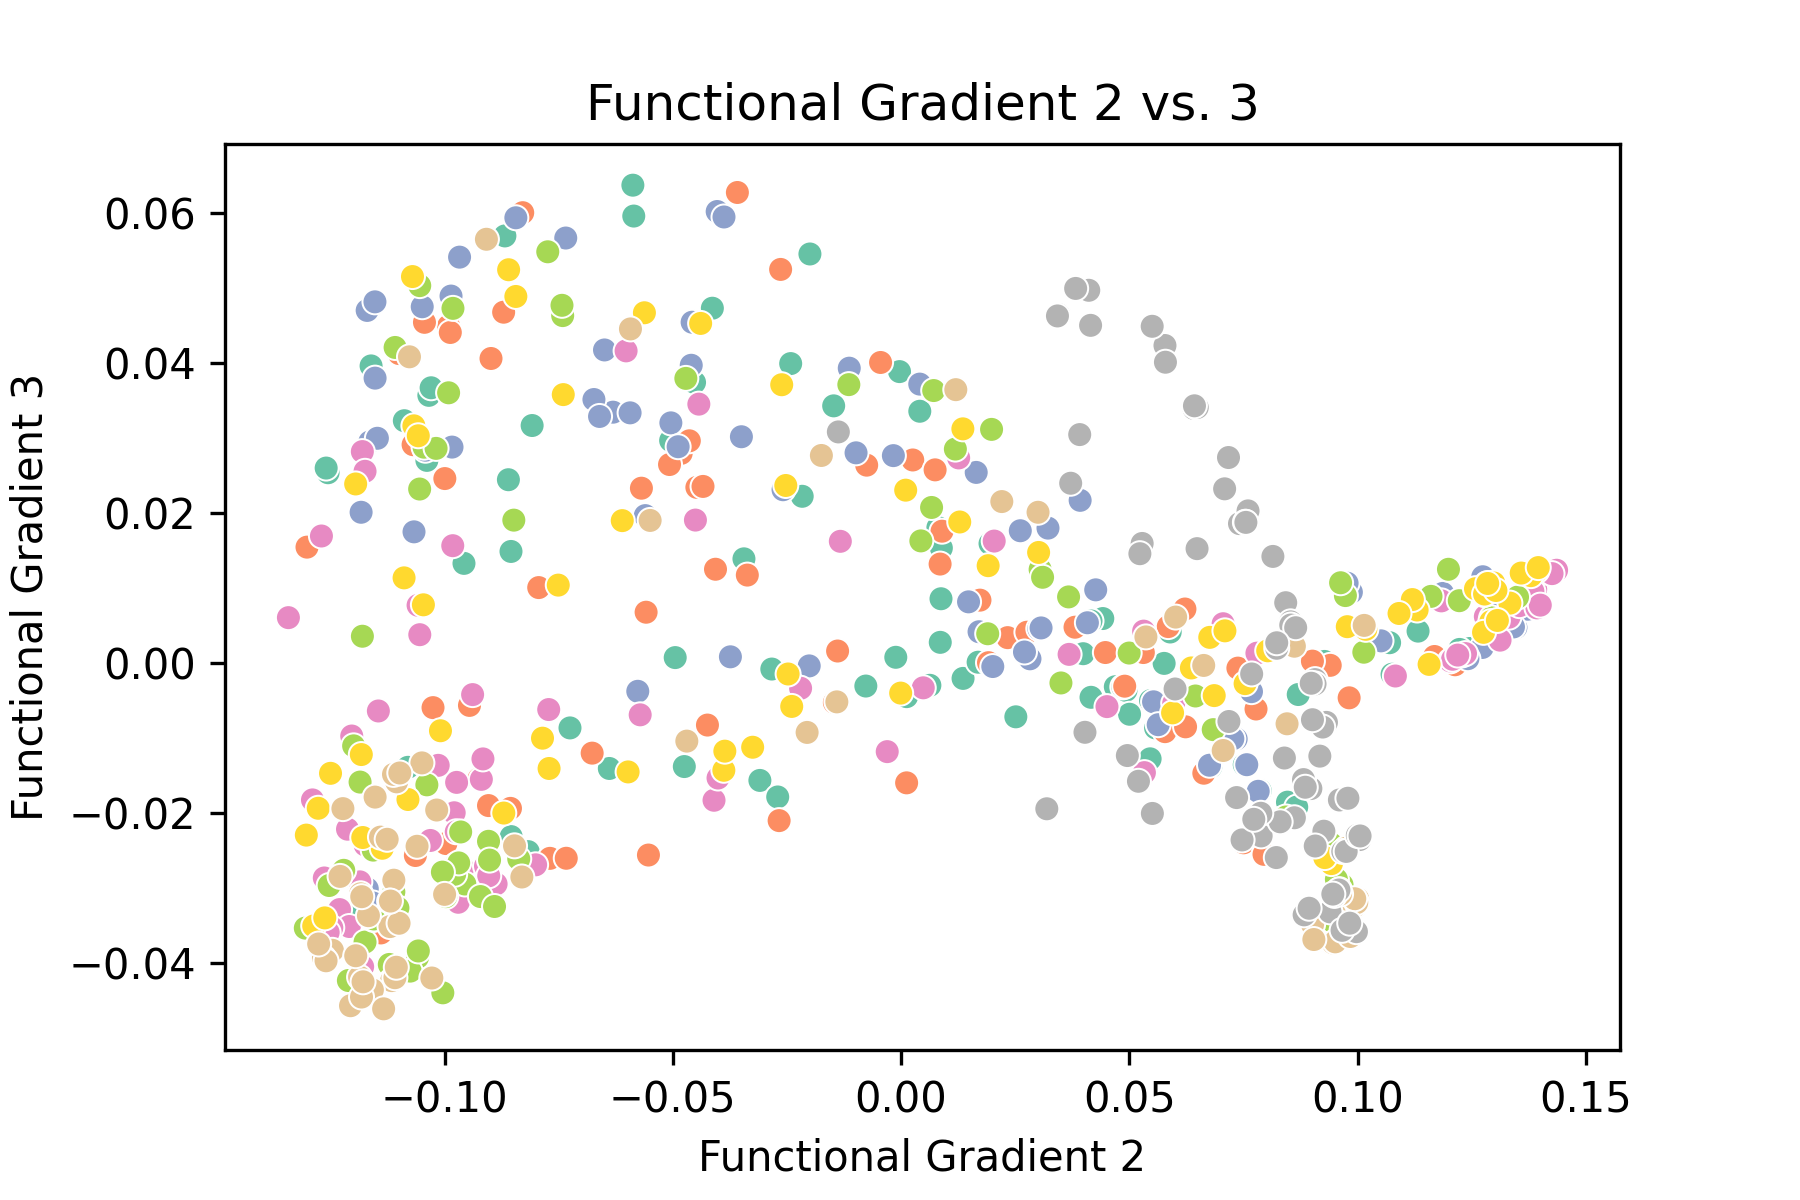 Functional Gradient 2 vs. 3
0.06
0.04
0.02
0.00
−0.02
−0.04
Functional Gradient 3
−0.10 −0.05 0.00 0.05 0.10 0.15
Functional Gradient 2